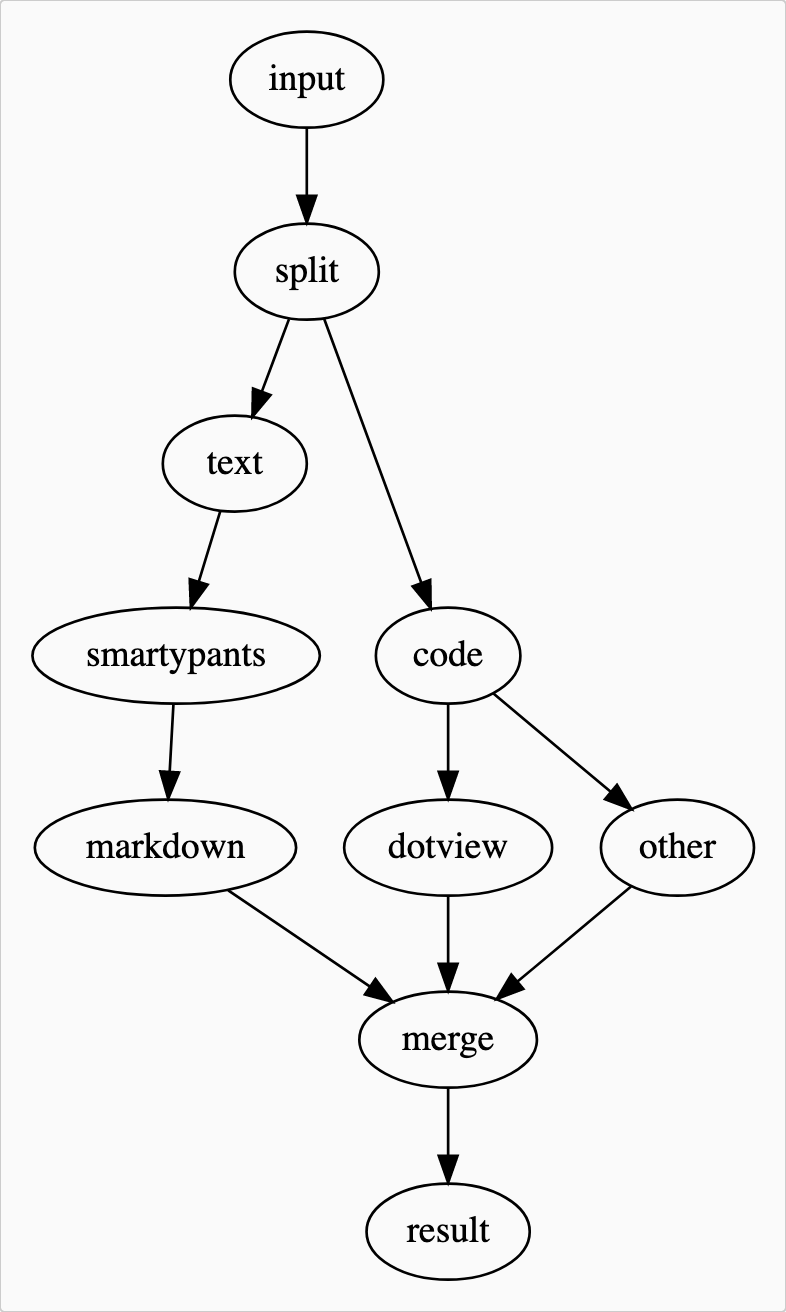 input
split
text
smartypants
code
markdown
dotview
other
merge
result